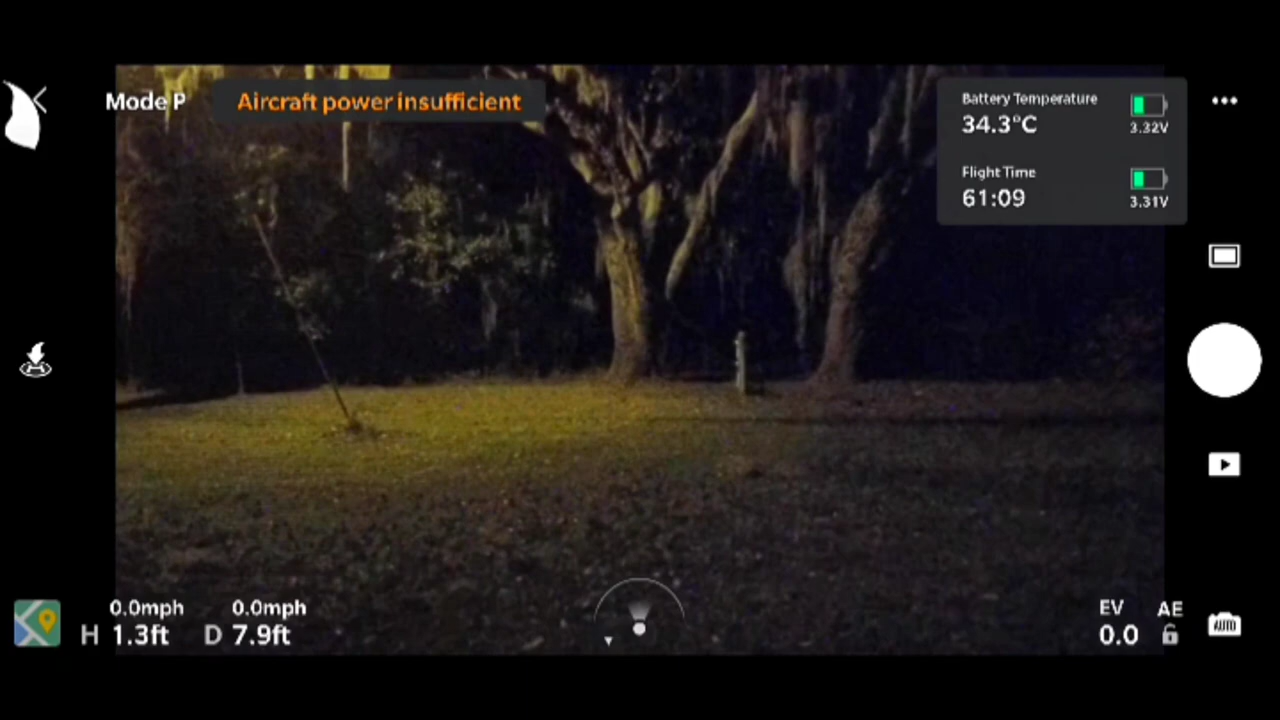 Mode P
Aircraft power insufficient
Battery Temperature
34.3°C
3.32V
Flight Time
61:09
3.31V
0.0mph 0.0mph
H 1.3ft D 7.9ft
EV AE
0.0
AUTO